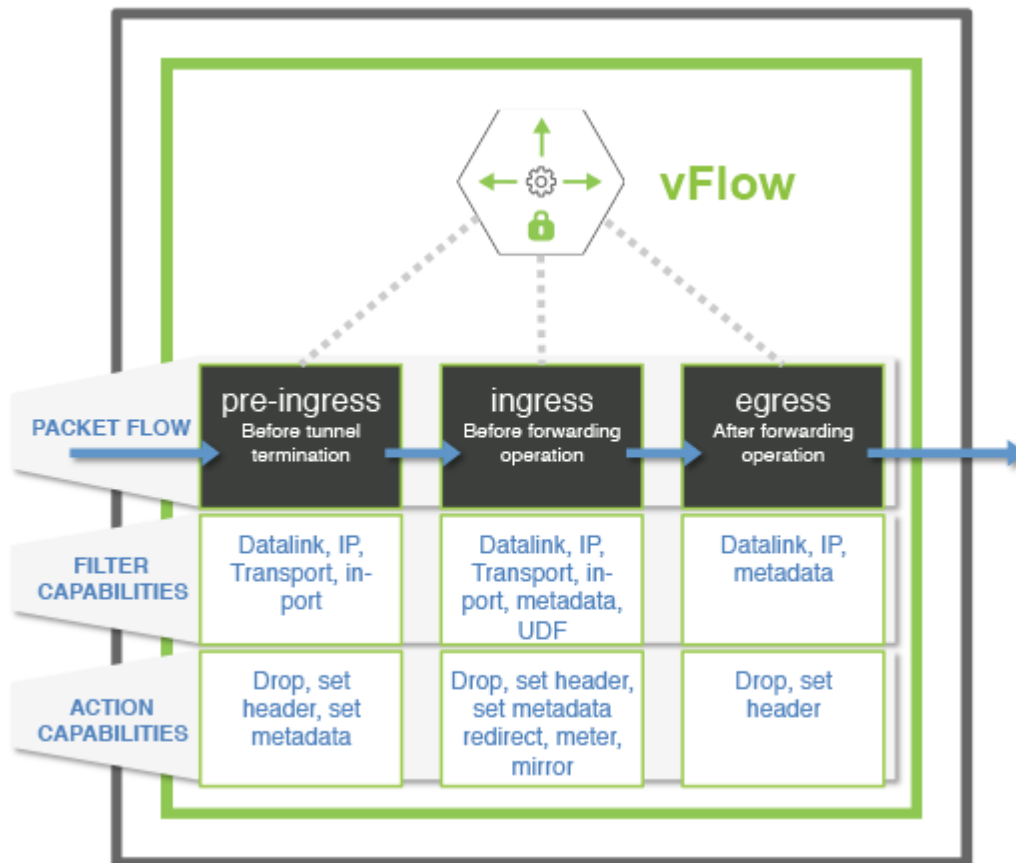 vFlow
PACKET FLOW
pre-ingress
Before tunnel
termination
ingress
Before forwarding
operation
egress
After forwarding
operation
FILTER
CAPABILITIES
Datalink, IP,
Transport, in-
port
Datalink, IP,
Transport, in-
port, metadata,
UDF
Datalink, IP,
metadata
ACTION
CAPABILITIES
Drop, set
header, set
metadata
Drop, set header,
set metadata
redirect, meter,
mirror
Drop, set
header